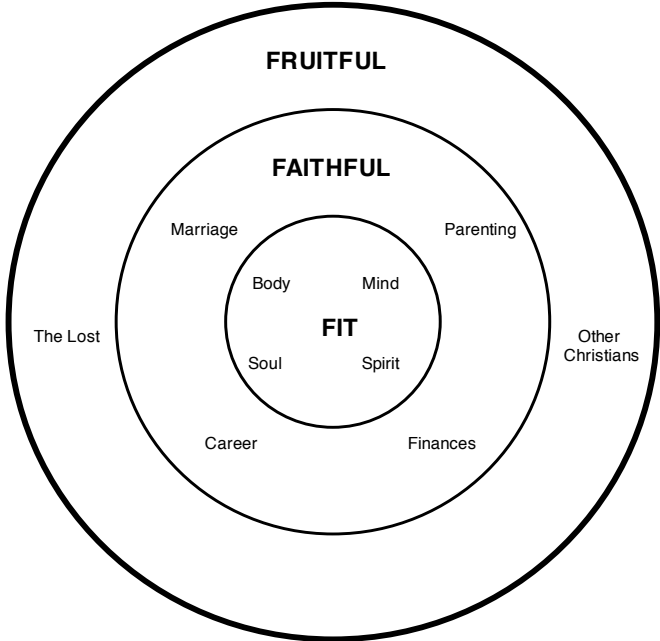 FRUITFUL
FAITHFUL
Marriage
Parenting
Body
Mind
FIT
The Lost
Other
Christians
Soul
Spirit
Career
Finances